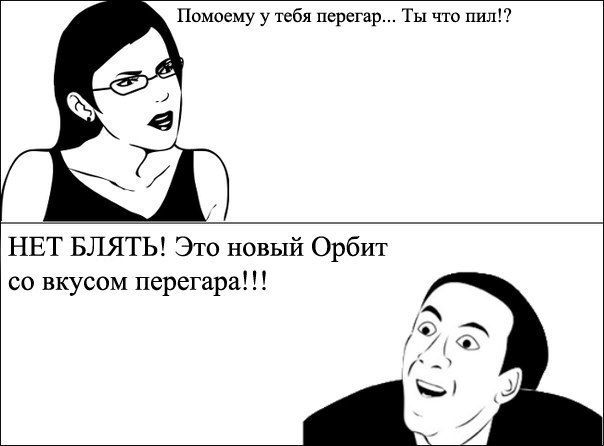 Помоему у тебя перегар... Ты что пил!?
НЕТ БЛЯТЬ! Это новый Орбит
со вкусом перегара!!!